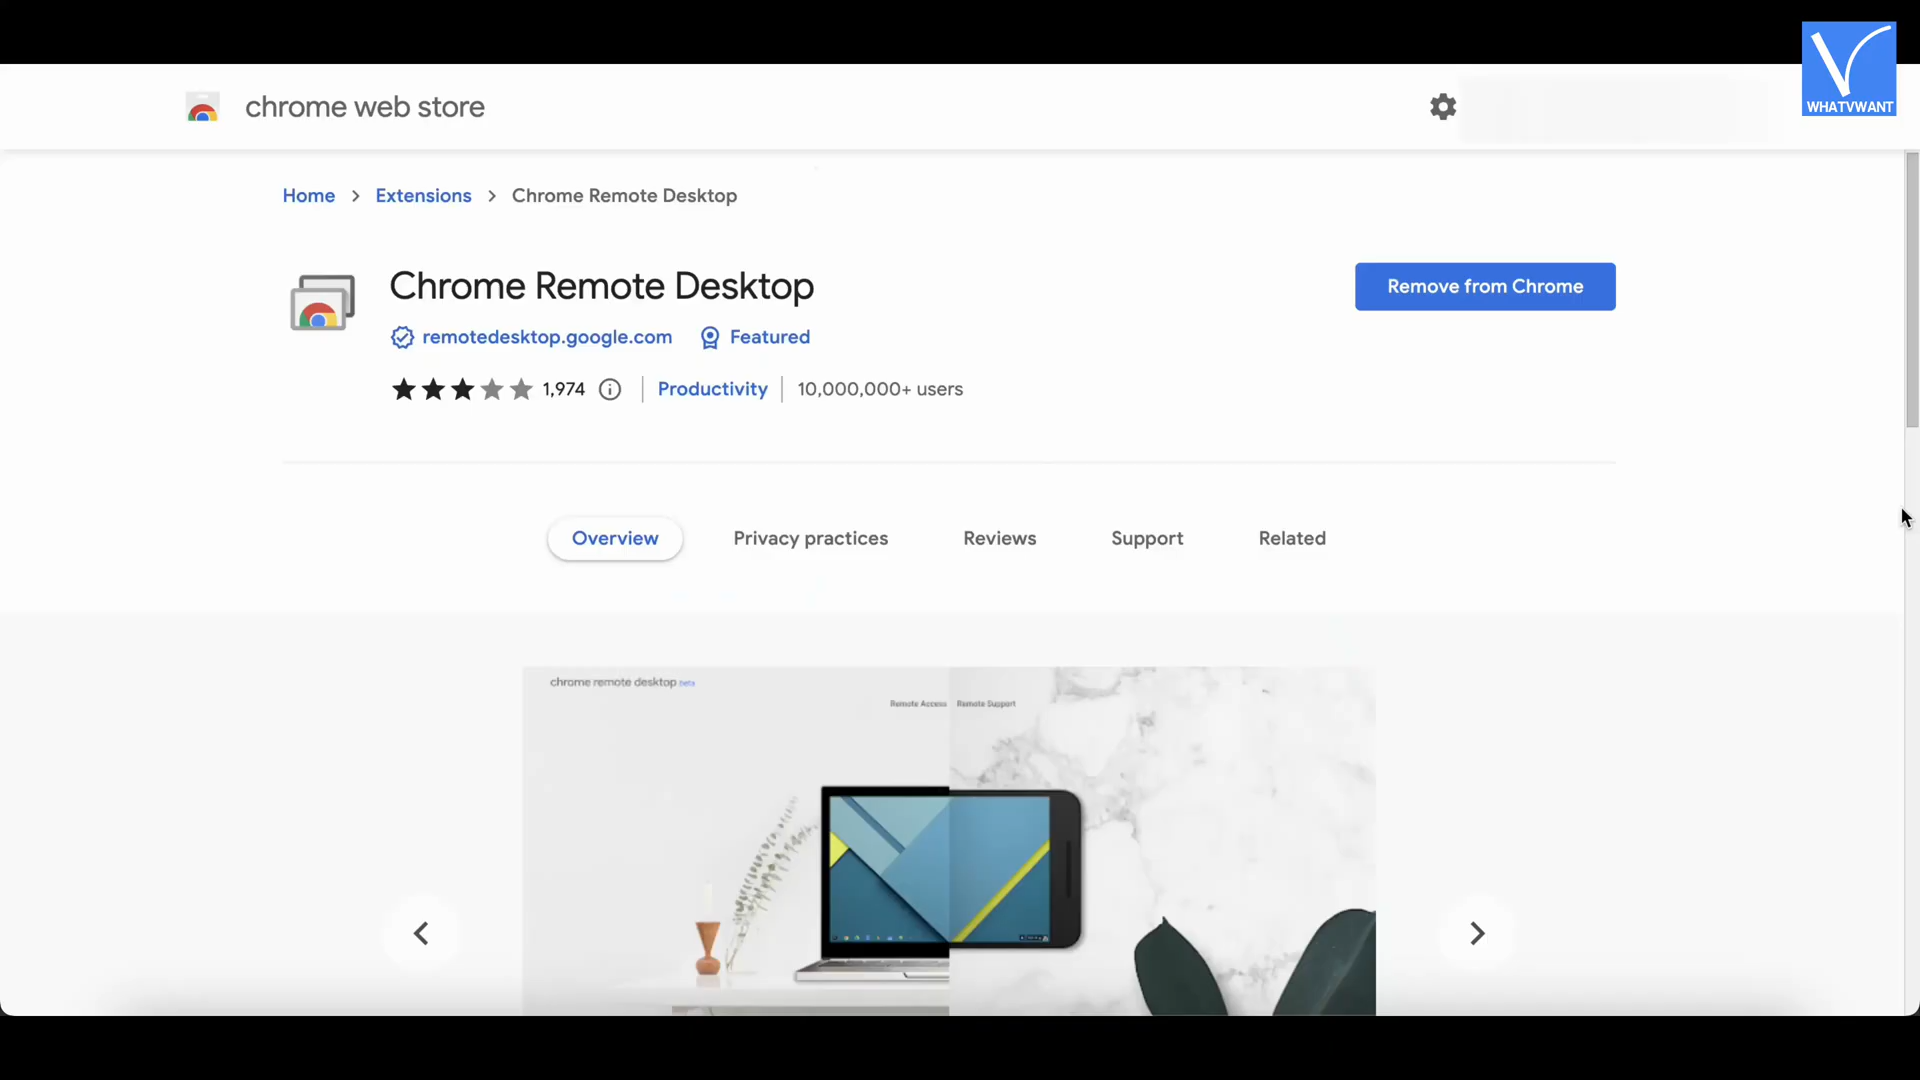 WHATVWANT
chrome web store
Home > Extensions > Chrome Remote Desktop
Chrome Remote Desktop
Remove from Chrome
remotedesktop.google.com Featured
1,974 Productivity 10,000,000+ users
Overview Privacy practices Reviews Support Related
chrome remote desktop beta
Remote Access Remote Support